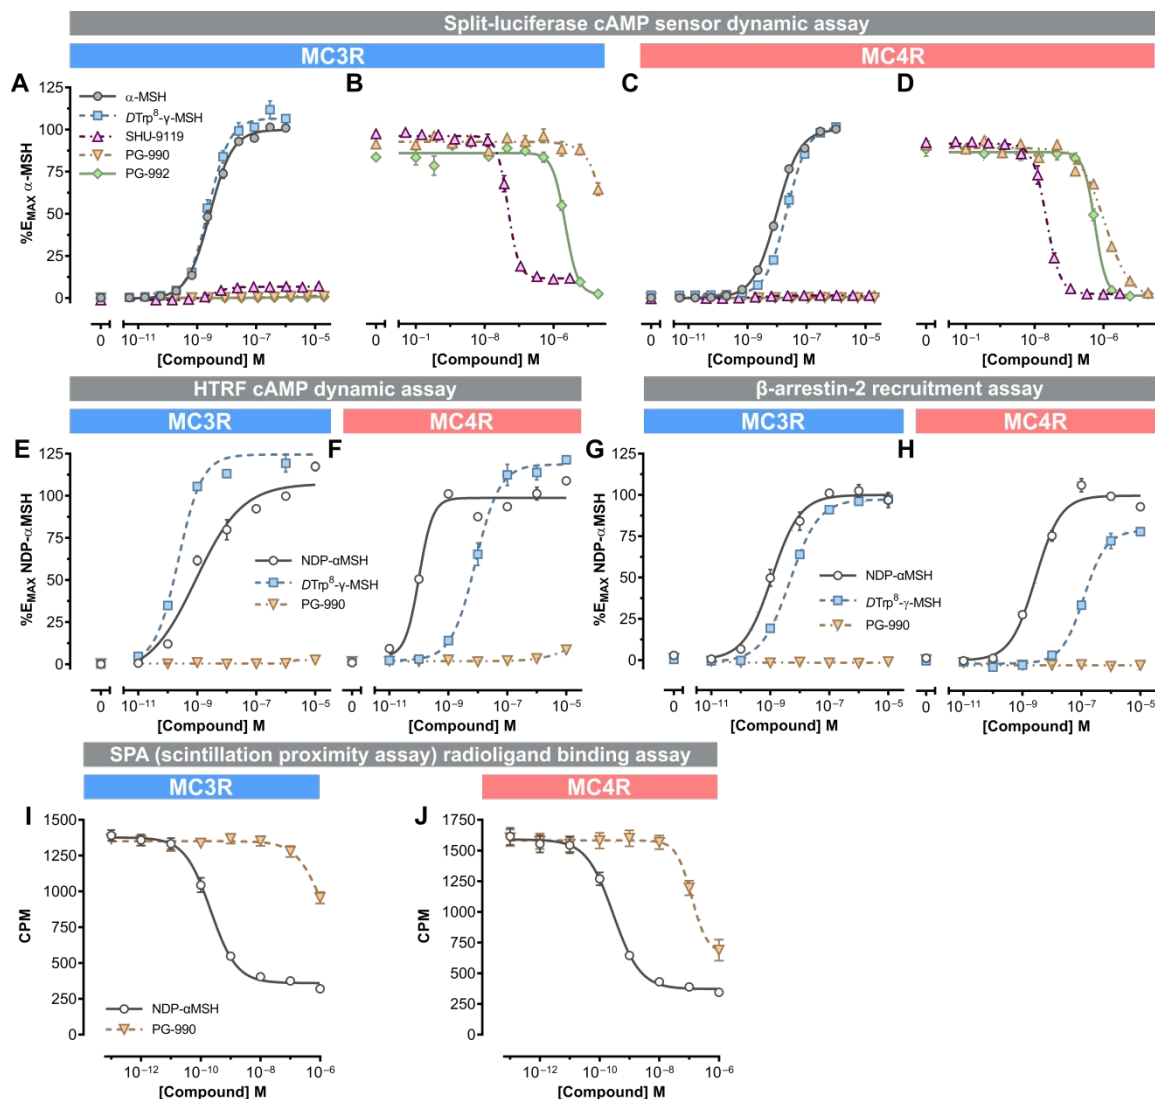 Split-luciferase cAMP sensor dynamic assay
MC3R
MC4R
A
B
C
D
α-MSH
DTrp⁸-γ-MSH
SHU-9119
PG-990
PG-992
%E_MAX α-MSH
125
100
75
50
25
0
0 10⁻¹¹ 10⁻⁹ 10⁻⁷ 10⁻⁵
0 10⁻¹ 10⁻⁸ 10⁻⁶
0 10⁻¹¹ 10⁻⁹ 10⁻⁷ 10⁻⁵
0 10⁻¹ 10⁻⁸ 10⁻⁶
[Compound] M
[Compound] M
[Compound] M
[Compound] M
HTRF cAMP dynamic assay
β-arrestin-2 recruitment assay
MC3R
MC4R
MC3R
MC4R
E
F
G
H
%E_MAX NDP-αMSH
125
100
75
50
25
0
NDP-αMSH
DTrp⁸-γ-MSH
PG-990
0 10⁻¹¹ 10⁻⁹ 10⁻⁷ 10⁻⁵
0 10⁻¹¹ 10⁻⁹ 10⁻⁷ 10⁻⁵
[Compound] M
[Compound] M
%E_MAX NDP-αMSH
125
100
75
50
25
0
NDP-αMSH
DTrp⁸-γ-MSH
PG-990
0 10⁻¹¹ 10⁻⁹ 10⁻⁷ 10⁻⁵
0 10⁻¹¹ 10⁻⁹ 10⁻⁷ 10⁻⁵
[Compound] M
[Compound] M
SPA (scintillation proximity assay) radioligand binding assay
MC3R
MC4R
I
J
CPM
1500
1250
1000
750
500
250
0
NDP-αMSH
PG-990
10⁻¹² 10⁻¹⁰ 10⁻⁸ 10⁻⁶
[Compound] M
CPM
1750
1500
1250
1000
750
500
250
0
10⁻¹² 10⁻¹⁰ 10⁻⁸ 10⁻⁶
[Compound] M